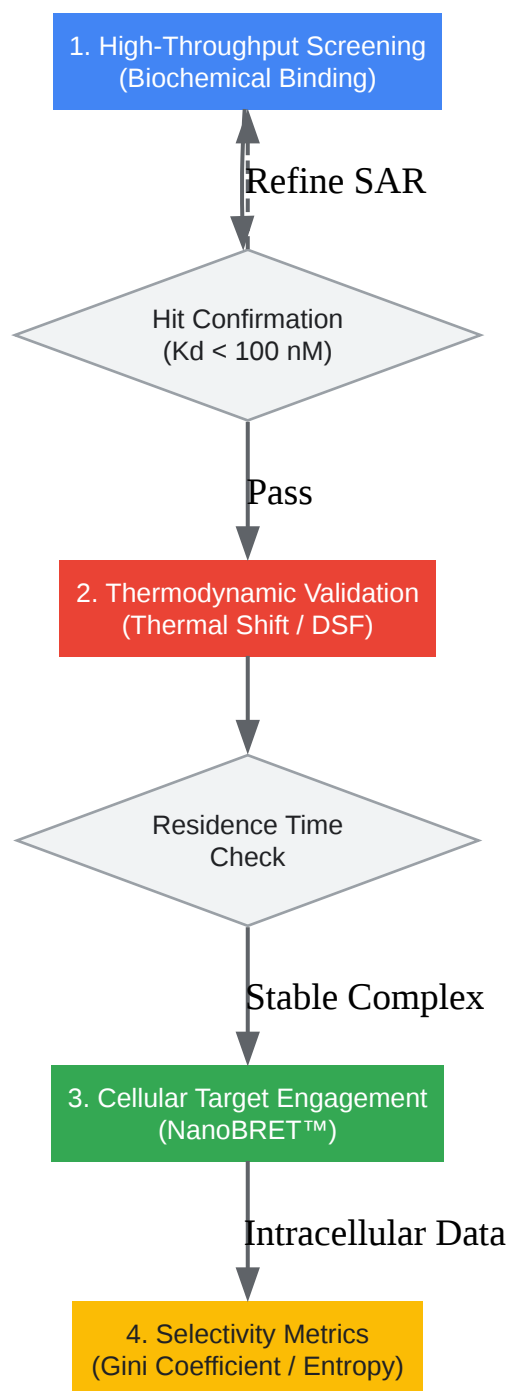 1. High-Throughput Screening
(Biochemical Binding)
Refine SAR
Hit Confirmation
(Kd < 100 nM)
Pass
2. Thermodynamic Validation
(Thermal Shift / DSF)
Residence Time
Check
Stable Complex
3. Cellular Target Engagement
(NanoBRET™)
Intracellular Data
4. Selectivity Metrics
(Gini Coefficient / Entropy)